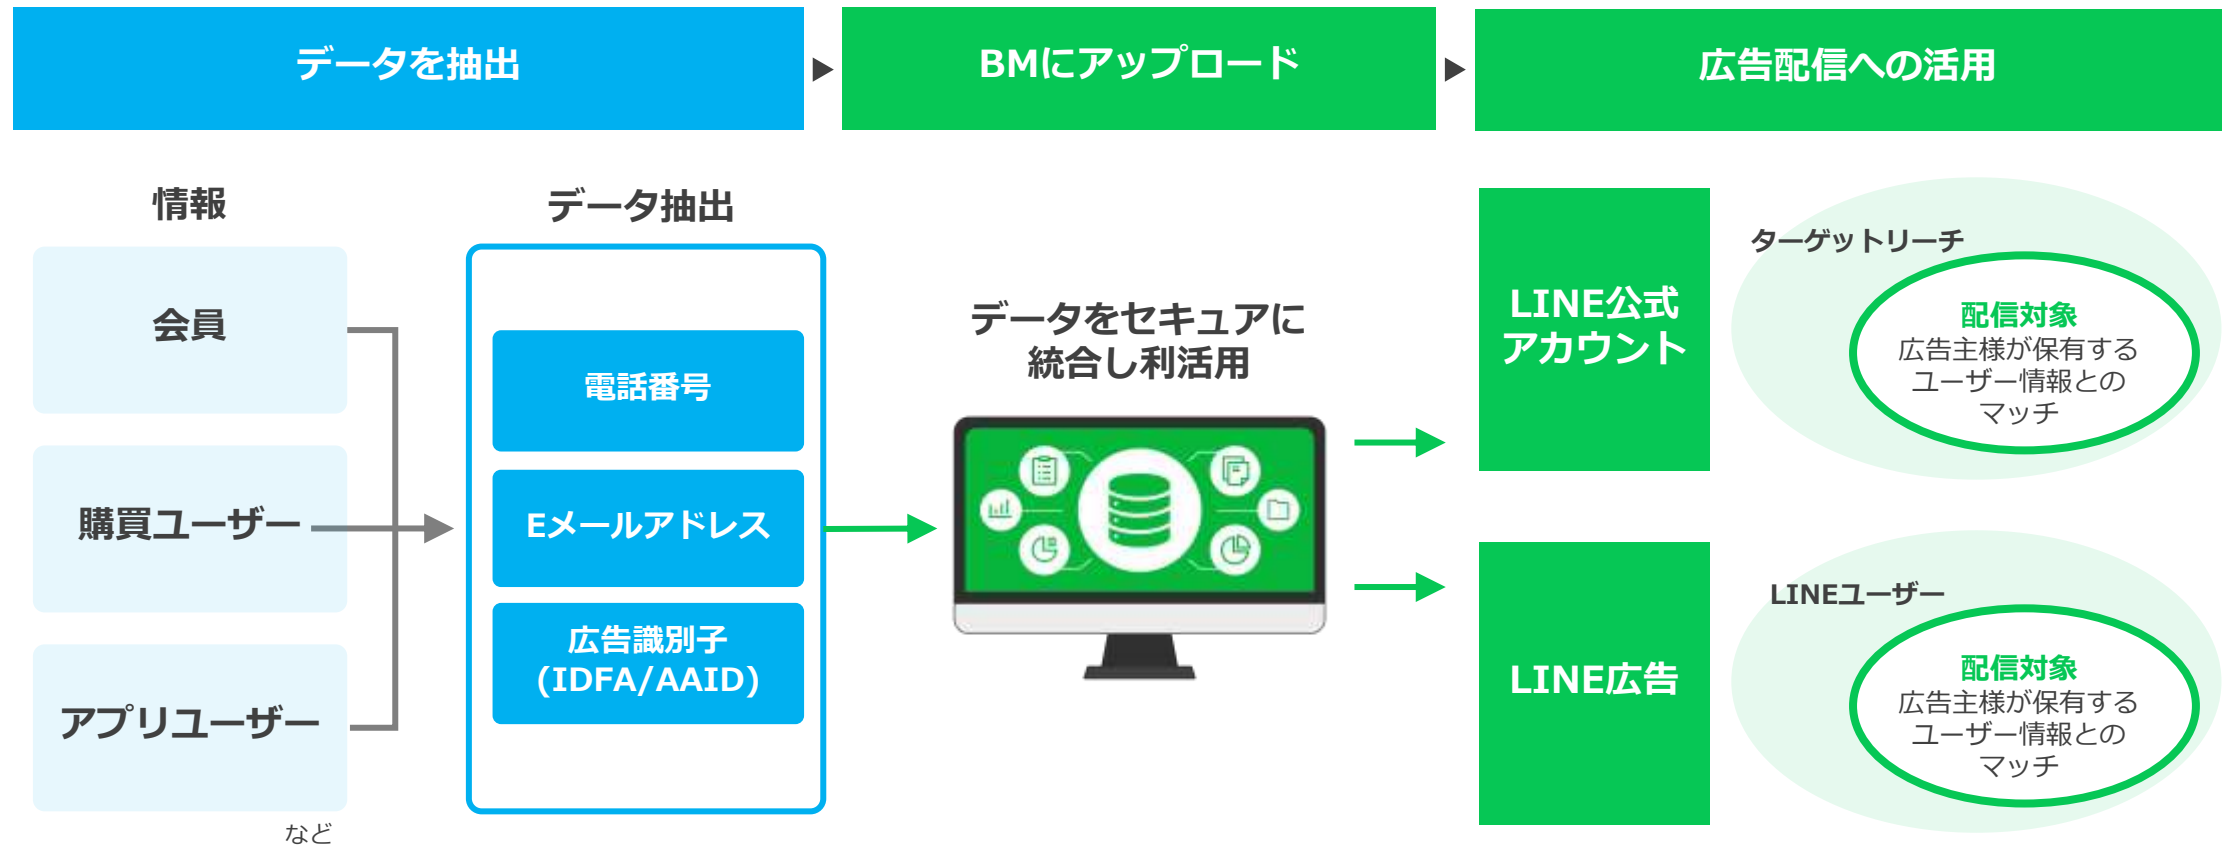 データを抽出
BMにアップロード
広告配信への活用
情報
会員
購買ユーザー
アプリユーザー
など
データ抽出
電話番号
Eメールアドレス
広告識別子
(IDFA/AAID)
データをセキュアに
統合し利活用
LINE公式
アカウント
ターゲットリーチ
配信対象
広告主様が保有する
ユーザー情報との
マッチ
LINE広告
LINEユーザー
配信対象
広告主様が保有する
ユーザー情報との
マッチ